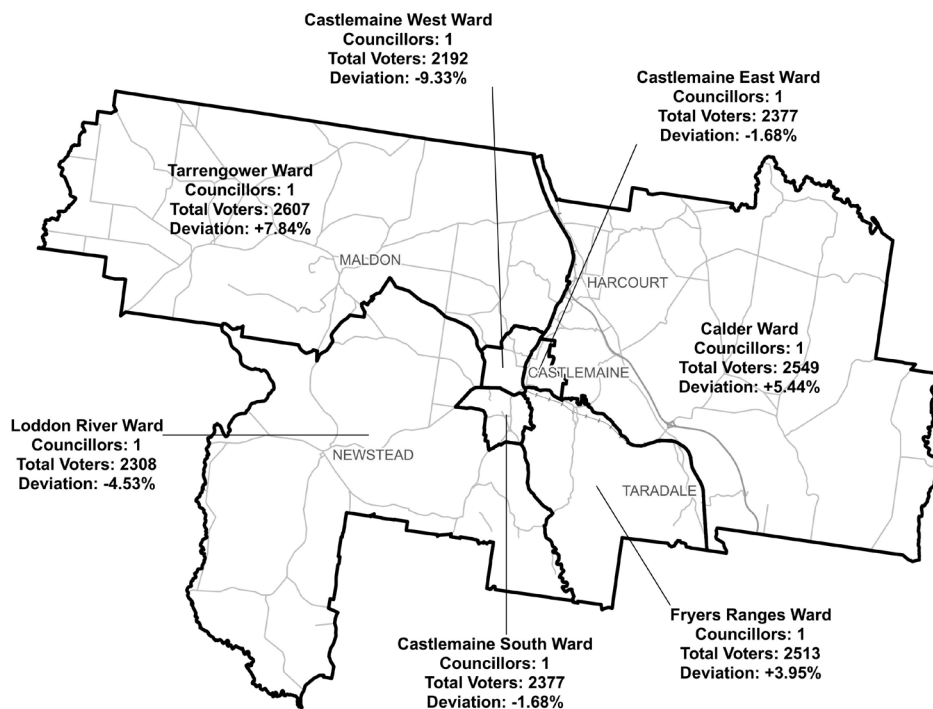 Castlemaine West Ward
Councillors: 1
Total Voters: 2192
Deviation: -9.33%
Castlemaine East Ward
Councillors: 1
Total Voters: 2377
Deviation: -1.68%
Tarrengower Ward
Councillors: 1
Total Voters: 2607
Deviation: +7.84%
MALDON
HARCOURT
Calder Ward
Councillors: 1
Total Voters: 2549
Deviation: +5.44%
CASTLEMAINE
Loddon River Ward
Councillors: 1
Total Voters: 2308
Deviation: -4.53%
NEWSTEAD
TARADALE
Fryers Ranges Ward
Councillors: 1
Total Voters: 2513
Deviation: +3.95%
Castlemaine South Ward
Councillors: 1
Total Voters: 2377
Deviation: -1.68%